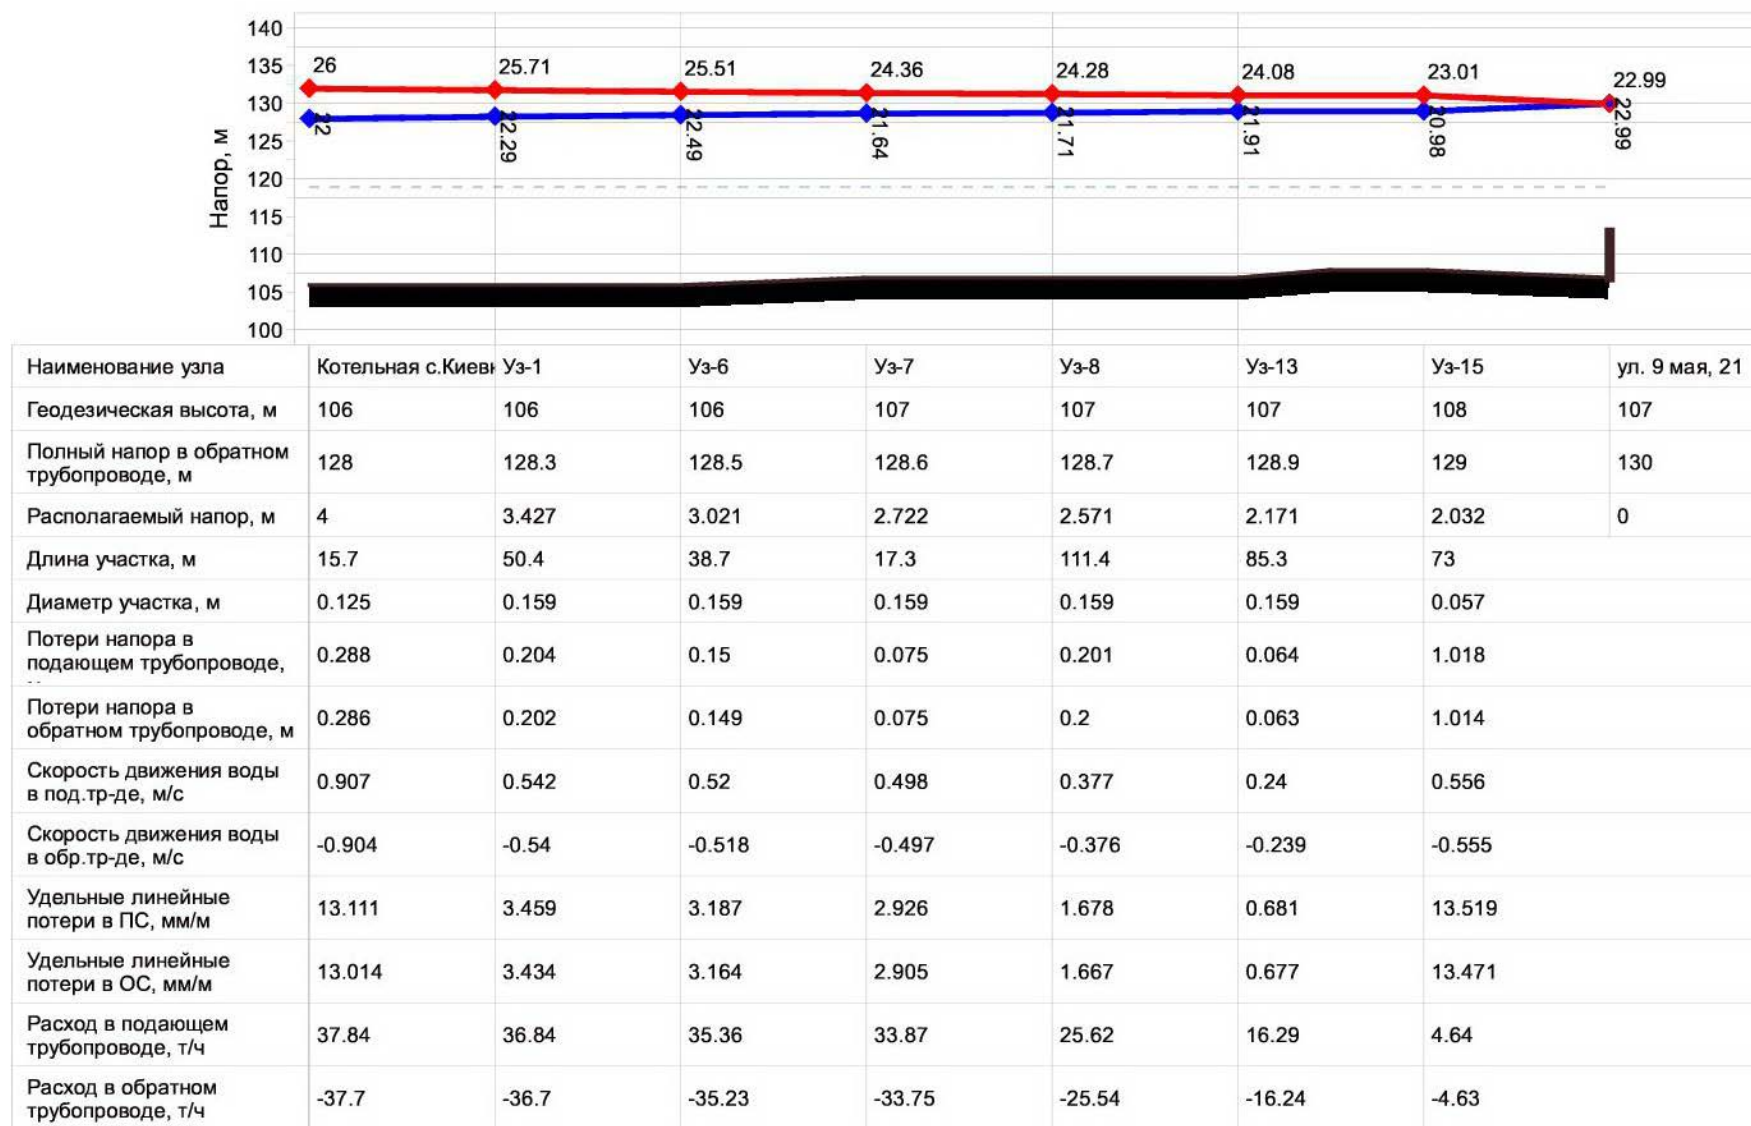 140
135
130
125
120
115
110
105
100
Напор, м
26
25.71
25.51
24.36
24.28
24.08
23.01
22.99
22
22.29
22.49
21.64
21.71
21.91
20.98
22.99
Наименование узла Котельная с.Киевк Уз-1 Уз-6 Уз-7 Уз-8 Уз-13 Уз-15 ул. 9 мая, 21
Геодезическая высота, м 106 106 106 107 107 107 108 107
Полный напор в обратном
трубопроводе, м 128 128.3 128.5 128.6 128.7 128.9 129 130
Располагаемый напор, м 4 3.427 3.021 2.722 2.571 2.171 2.032 0
Длина участка, м 15.7 50.4 38.7 17.3 111.4 85.3 73
Диаметр участка, м 0.125 0.159 0.159 0.159 0.159 0.159 0.057
Потери напора в
подающем трубопроводе, 0.288 0.204 0.15 0.075 0.201 0.064 1.018
Потери напора в
обратном трубопроводе, м 0.286 0.202 0.149 0.075 0.2 0.063 1.014
Скорость движения воды
в под.тр-де, м/с 0.907 0.542 0.52 0.498 0.377 0.24 0.556
Скорость движения воды
в обр.тр-де, м/с -0.904 -0.54 -0.518 -0.497 -0.376 -0.239 -0.555
Удельные линейные
потери в ПС, мм/м 13.111 3.459 3.187 2.926 1.678 0.681 13.519
Удельные линейные
потери в ОС, мм/м 13.014 3.434 3.164 2.905 1.667 0.677 13.471
Расход в подающем
трубопроводе, т/ч 37.84 36.84 35.36 33.87 25.62 16.29 4.64
Расход в обратном
трубопроводе, т/ч -37.7 -36.7 -35.23 -33.75 -25.54 -16.24 -4.63